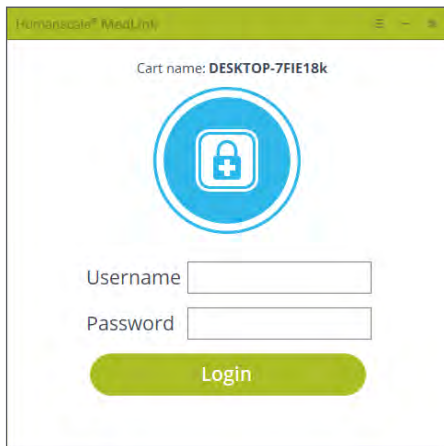 Humanscale® MedLink
Cart name: DESKTOP-7FIE18k
Username
Password
Login